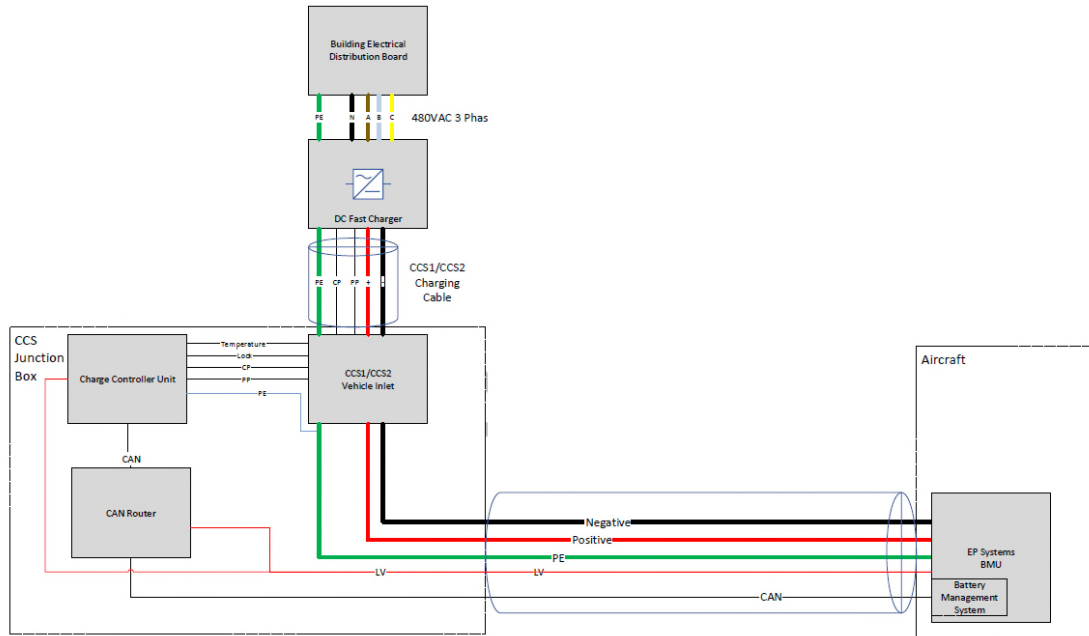 Building Electrical
Distribution Board
PE
N
A
B
C
480VAC 3 Phas
DC Fast Charger
PE
CP
PP
+
-
CCS1/CCS2
Charging
Cable
CCS
Junction
Box
Charge Controller Unit
Temperature
Lock
CP
PP
PE
CCS1/CCS2
Vehicle Inlet
Aircraft
CAN
CAN Router
Negative
Positive
PE
LV
LV
CAN
EP Systems
BMU
Battery
Management
System